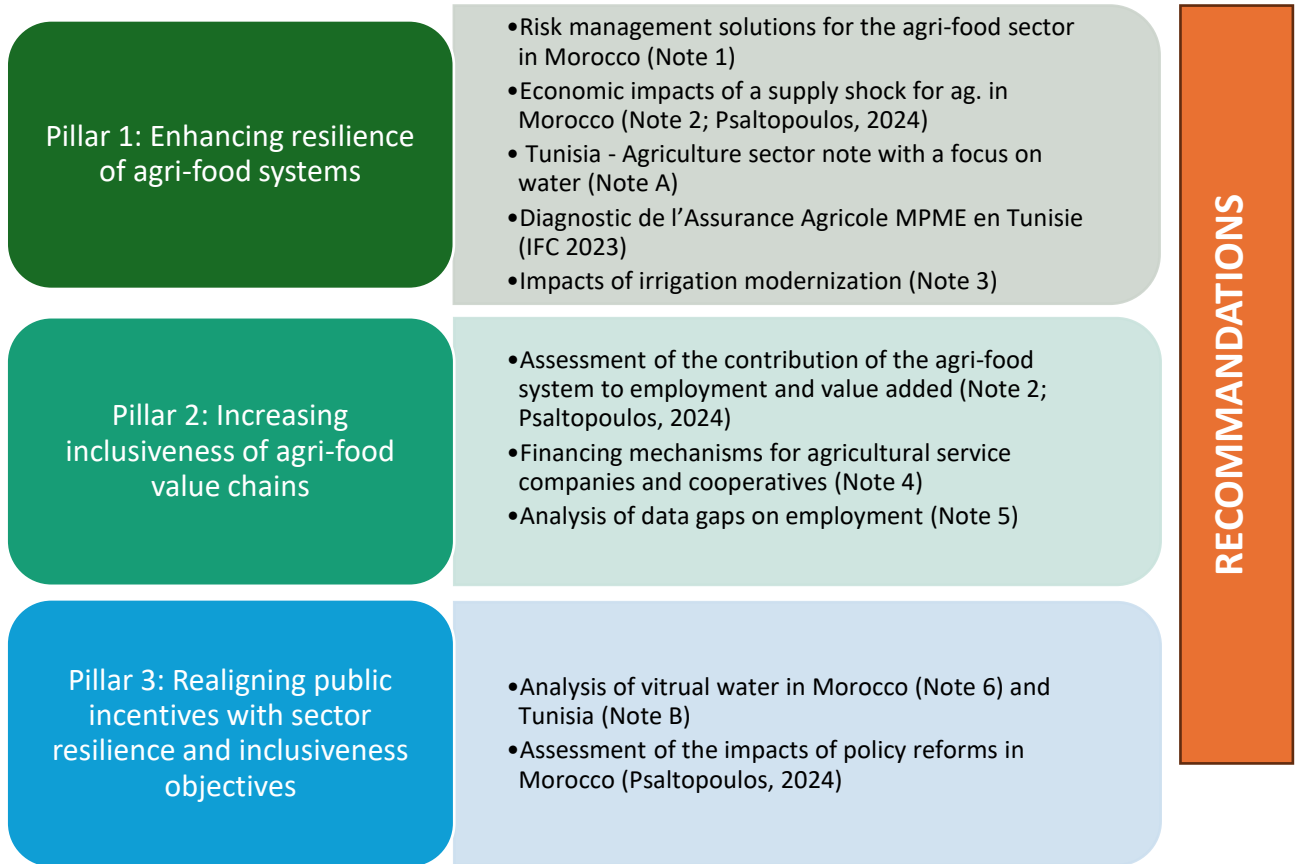 Pillar 1: Enhancing resilience
of agri-food systems
•Risk management solutions for the agri-food sector
in Morocco (Note 1)
•Economic impacts of a supply shock for ag. in
Morocco (Note 2; Psaltopoulos, 2024)
• Tunisia - Agriculture sector note with a focus on
water (Note A)
•Diagnostic de l’Assurance Agricole MPME en Tunisie
(IFC 2023)
•Impacts of irrigation modernization (Note 3)
Pillar 2: Increasing
inclusiveness of agri-food
value chains
•Assessment of the contribution of the agri-food
system to employment and value added (Note 2;
Psaltopoulos, 2024)
•Financing mechanisms for agricultural service
companies and cooperatives (Note 4)
•Analysis of data gaps on employment (Note 5)
Pillar 3: Realigning public
incentives with sector
resilience and inclusiveness
objectives
•Analysis of vitrual water in Morocco (Note 6) and
Tunisia (Note B)
•Assessment of the impacts of policy reforms in
Morocco (Psaltopoulos, 2024)
RECOMMANDATIONS